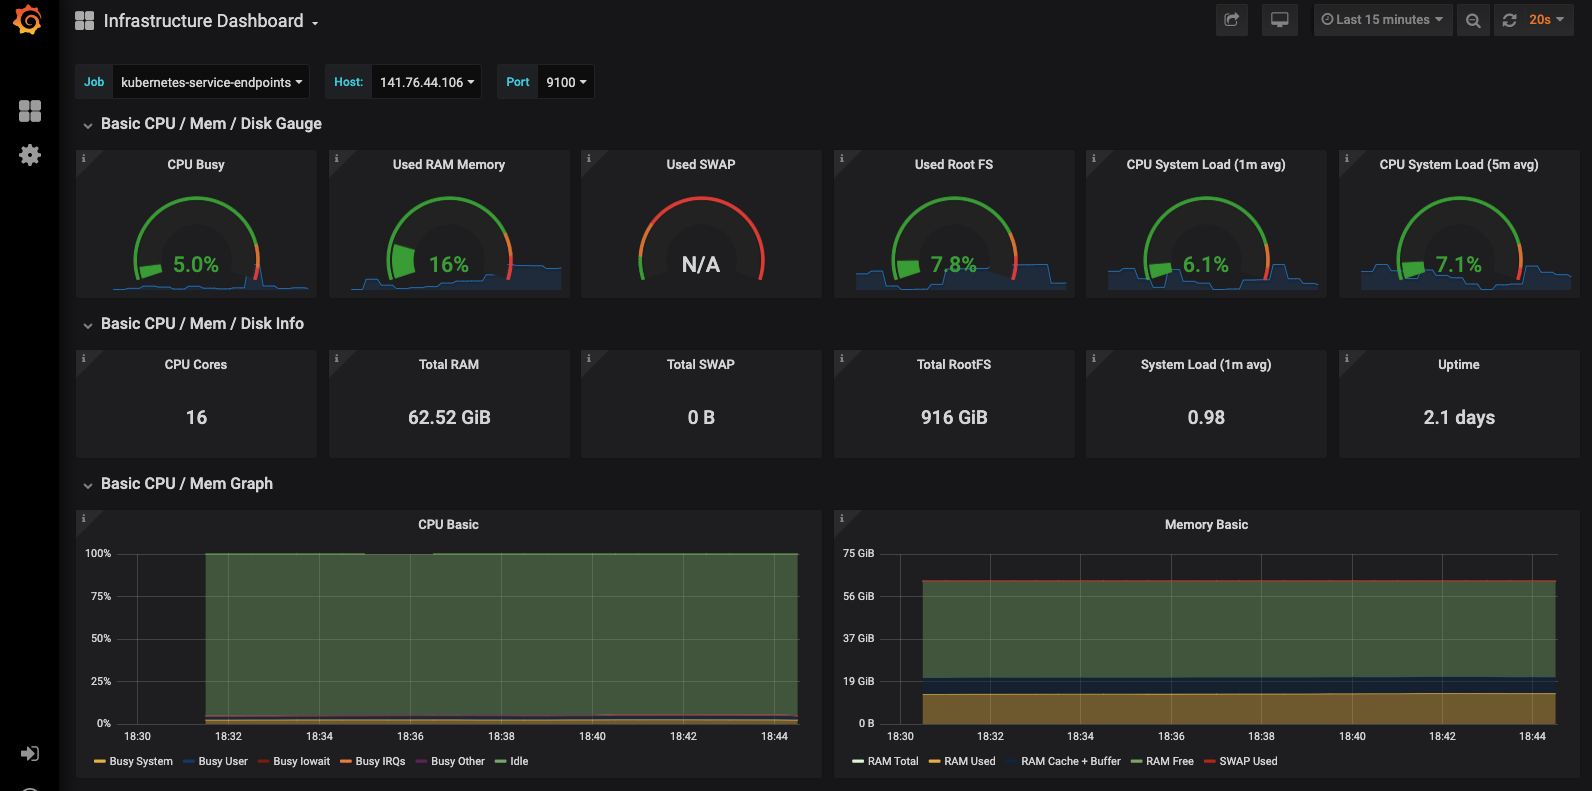 Infrastructure Dashboard
Last 15 minutes
20s
Job kubernetes-service-endpoints Host: 141.76.44.106 Port 9100
Basic CPU / Mem / Disk Gauge
CPU Busy
5.0%
Used RAM Memory
16%
Used SWAP
N/A
Used Root FS
7.8%
CPU System Load (1m avg)
6.1%
CPU System Load (5m avg)
7.1%
Basic CPU / Mem / Disk Info
CPU Cores
16
Total RAM
62.52 GiB
Total SWAP
0 B
Total RootFS
916 GiB
System Load (1m avg)
0.98
Uptime
2.1 days
Basic CPU / Mem Graph
CPU Basic
100%
75%
50%
25%
0%
18:30 18:32 18:34 18:36 18:38 18:40 18:42 18:44
Busy System Busy User Busy Iowait Busy IRQs Busy Other Idle
Memory Basic
75 GiB
56 GiB
37 GiB
19 GiB
0 B
18:30 18:32 18:34 18:36 18:38 18:40 18:42 18:44
RAM Total RAM Used RAM Cache + Buffer RAM Free SWAP Used